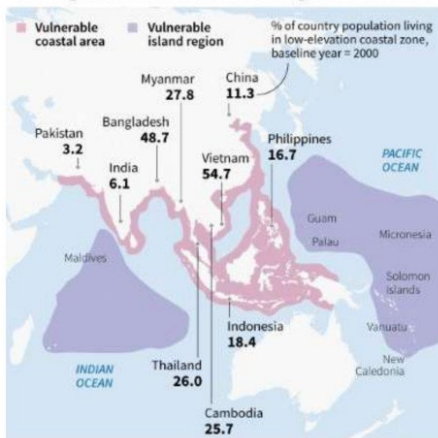 Vulnerable
coastal area
Vulnerable
island region
% of country population living
in low-elevation coastal zone,
baseline year = 2000
Myanmar
27.8
China
11.3
Bangladesh
48.7
Pakistan
3.2
India
6.1
Vietnam
54.7
Philippines
16.7
PACIFIC
OCEAN
Guam
Palau
Micronesia
Maldives
Solomon
islands
Vanuatu
New
Caledonia
Indonesia
18.4
INDIAN
OCEAN
Thailand
26.0
Cambodia
25.7